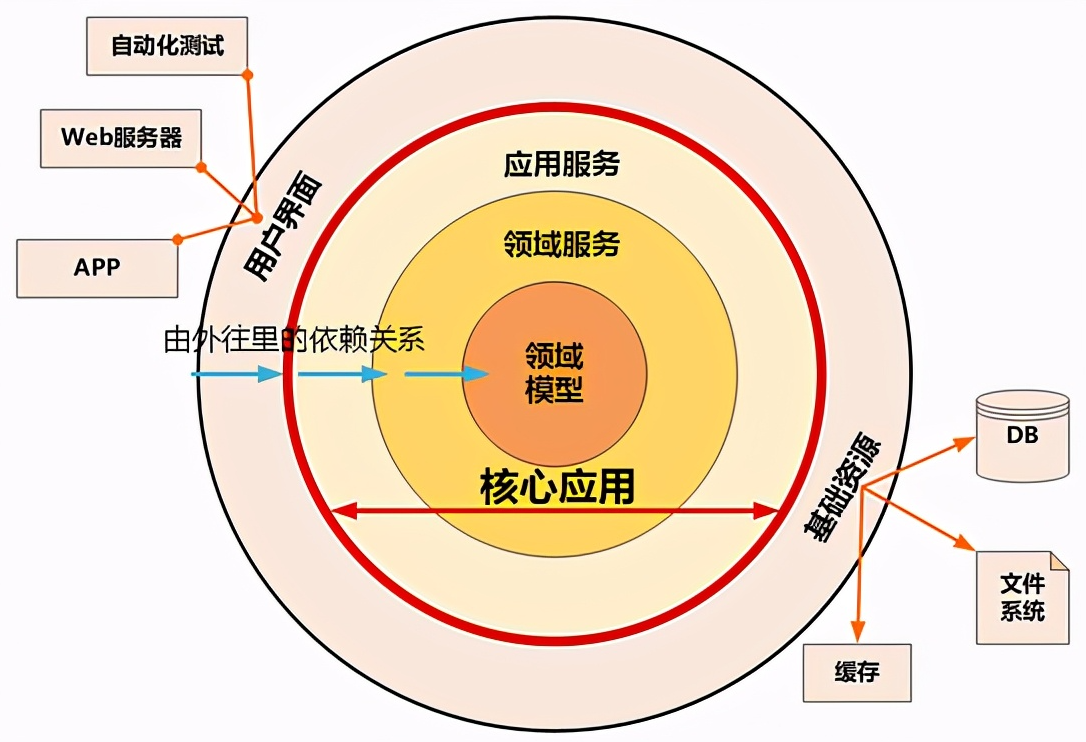 自动化测试
Web服务器
APP
用户界面
应用服务
领域服务
由外往里的依赖关系
领域
模型
核心应用
基础资源
DB
文件
系统
缓存